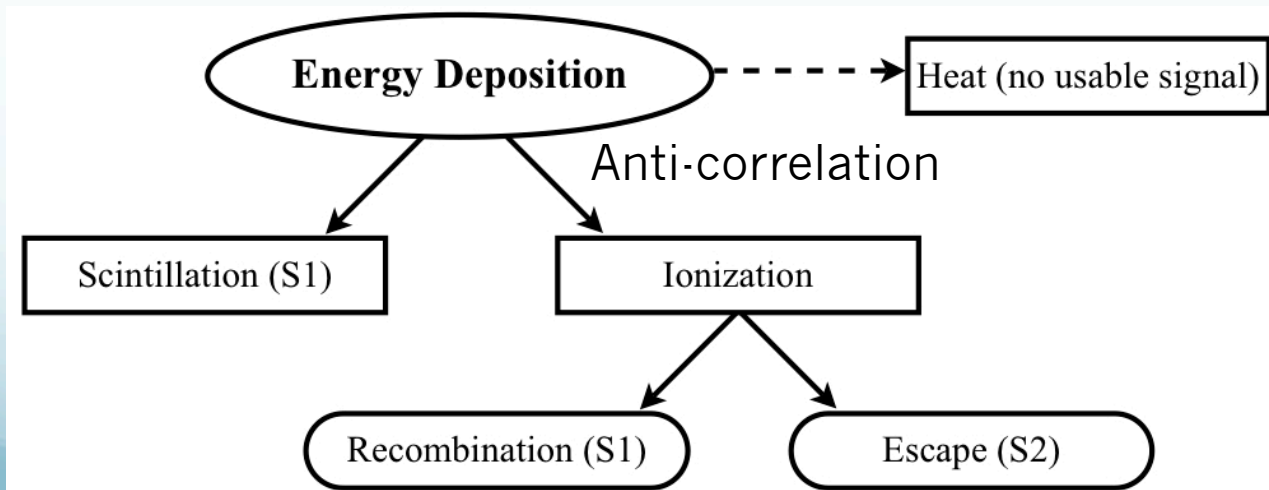 Energy Deposition
Heat (no usable signal)
Anti-correlation
Scintillation (S1)
Ionization
Recombination (S1)
Escape (S2)